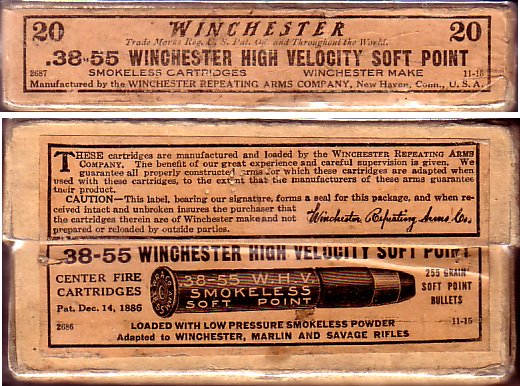 20 WINCHESTER 20
Trade Mark Reg. U. S. Pat. Off. and Throughout the World.
.38-55 WINCHESTER HIGH VELOCITY SOFT POINT
SMOKELESS CARTRIDGES WINCHESTER MAKE
2687 11-15
Manufactured by the WINCHESTER REPEATING ARMS COMPANY, New Haven, Conn., U. S. A.
THESE cartridges are manufactured and loaded by the WINCHESTER REPEATING ARMS
COMPANY. The benefit of our great experience and careful supervision is given. We
guarantee all properly constructed arms for which these cartridges are adapted when
used with these cartridges, to the extent that the manufacturers of these arms guarantee
their product.
CAUTION—This label, bearing our signature, forms a seal for this package, and when re-
ceived intact and unbroken insures the purchaser that
the cartridges therein are of Winchester make and not
prepared or reloaded by outside parties.
Winchester Repeating Arms Co.
.38-55 WINCHESTER HIGH VELOCITY SOFT POINT
CENTER FIRE
CARTRIDGES
Pat. Dec. 14, 1886
38-55 W.H.V.
SMOKELESS
SOFT POINT
255 GRAIN
SOFT POINT
BULLETS
2686 11-15
LOADED WITH LOW PRESSURE SMOKELESS POWDER
Adapted to WINCHESTER, MARLIN and SAVAGE RIFLES